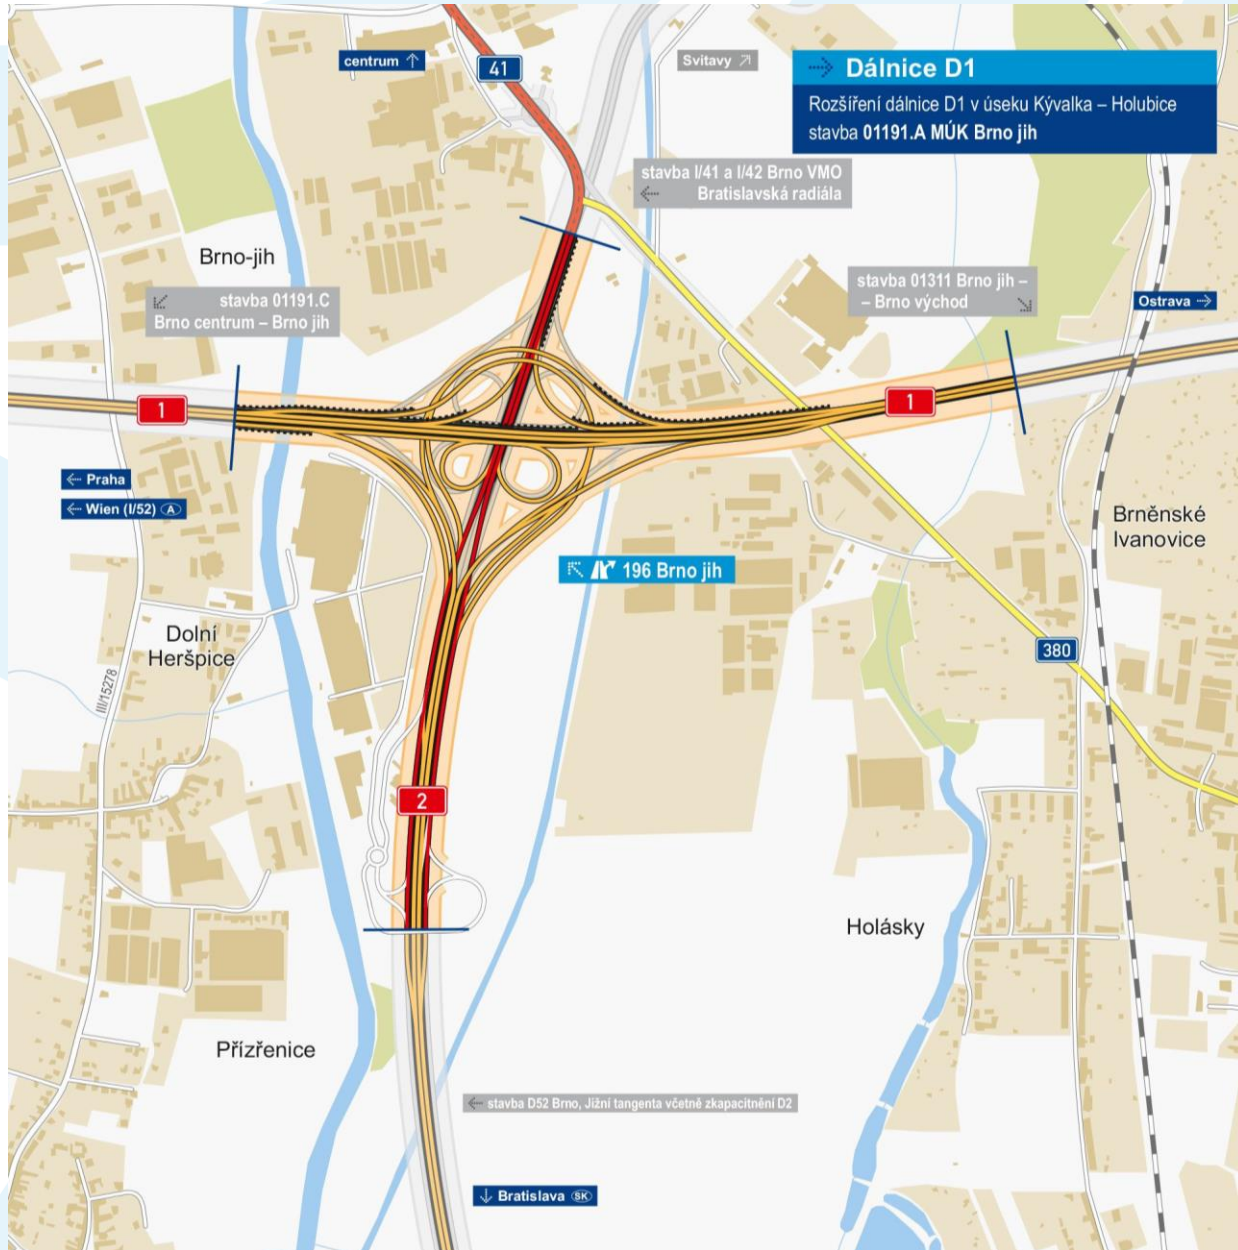 centrum ↑
41
Svitavy ↗
Dálnice D1
Rozšíření dálnice D1 v úseku Kývalka – Holubice
stavba 01191.A MÚK Brno jih
stavba I/41 a I/42 Brno VMO
Bratislavská radiála
Brno-jih
stavba 01191.C
Brno centrum – Brno jih
stavba 01311 Brno jih –
– Brno východ
Ostrava
1
1
Praha
Wien (I/52) A
Brněnské
Ivanovice
196 Brno jih
Dolní
Heršpice
380
III/15278
2
Holásky
Přízřenice
stavba D52 Brno, Jižní tangenta včetně zkapacitnění D2
↓ Bratislava SK